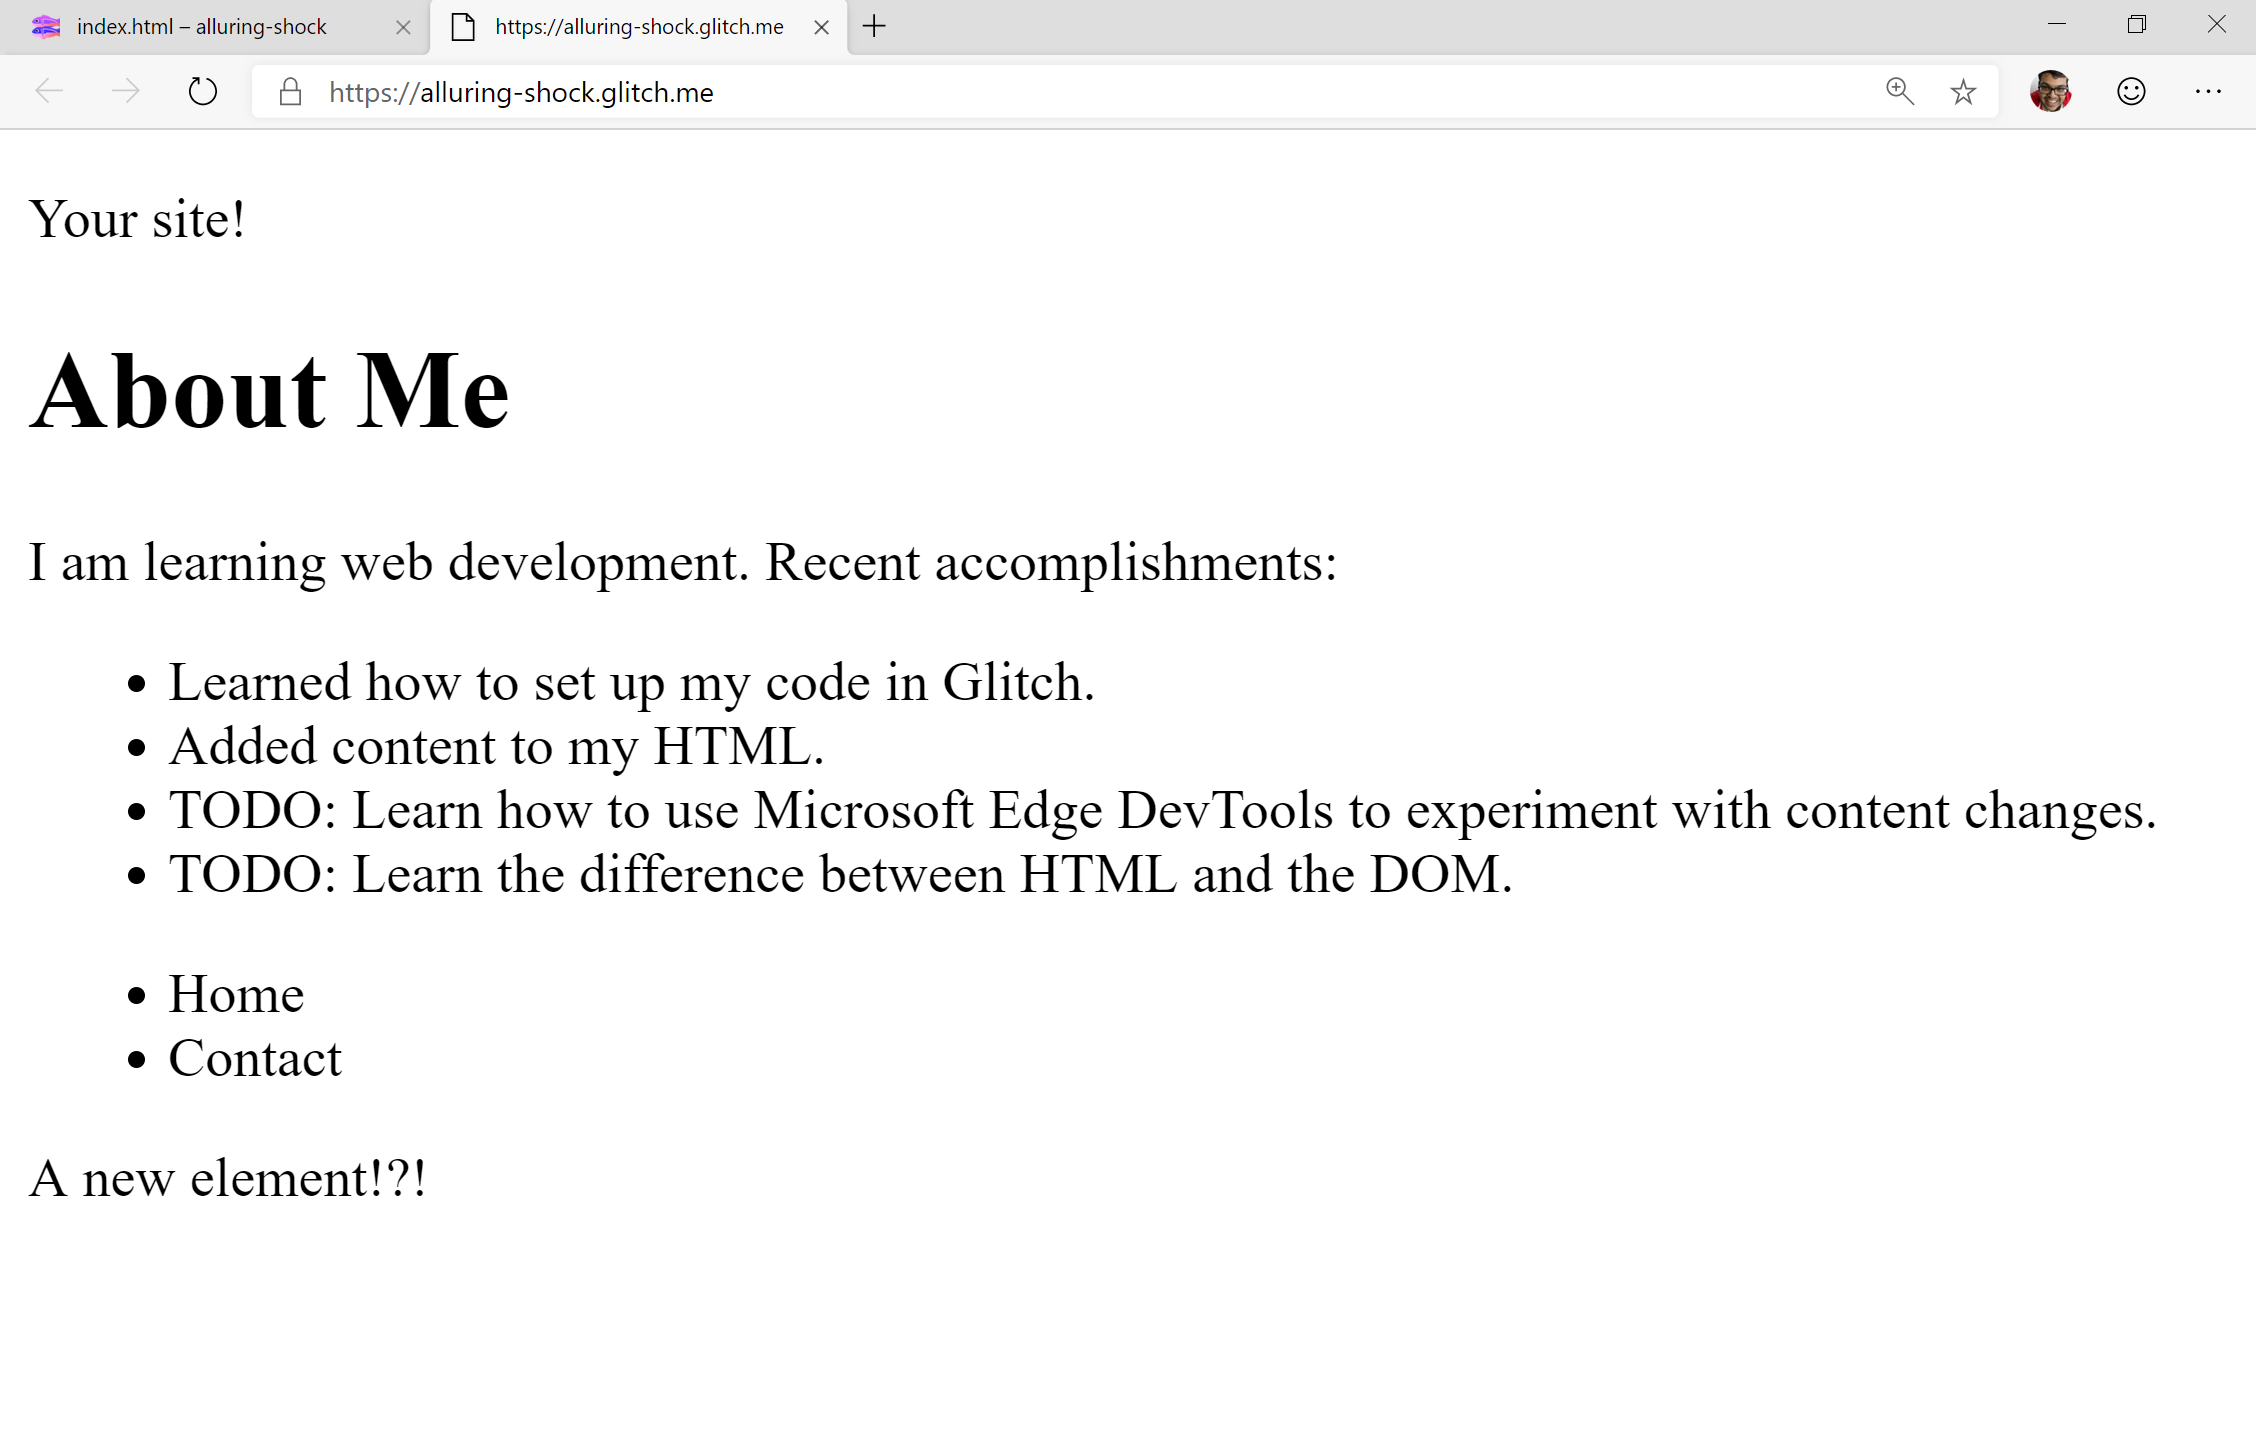 index.html – alluring-shock
https://alluring-shock.glitch.me
https://alluring-shock.glitch.me
Your site!
About Me
I am learning web development. Recent accomplishments:
Learned how to set up my code in Glitch.
Added content to my HTML.
TODO: Learn how to use Microsoft Edge DevTools to experiment with content changes.
TODO: Learn the difference between HTML and the DOM.
Home
Contact
A new element!?!